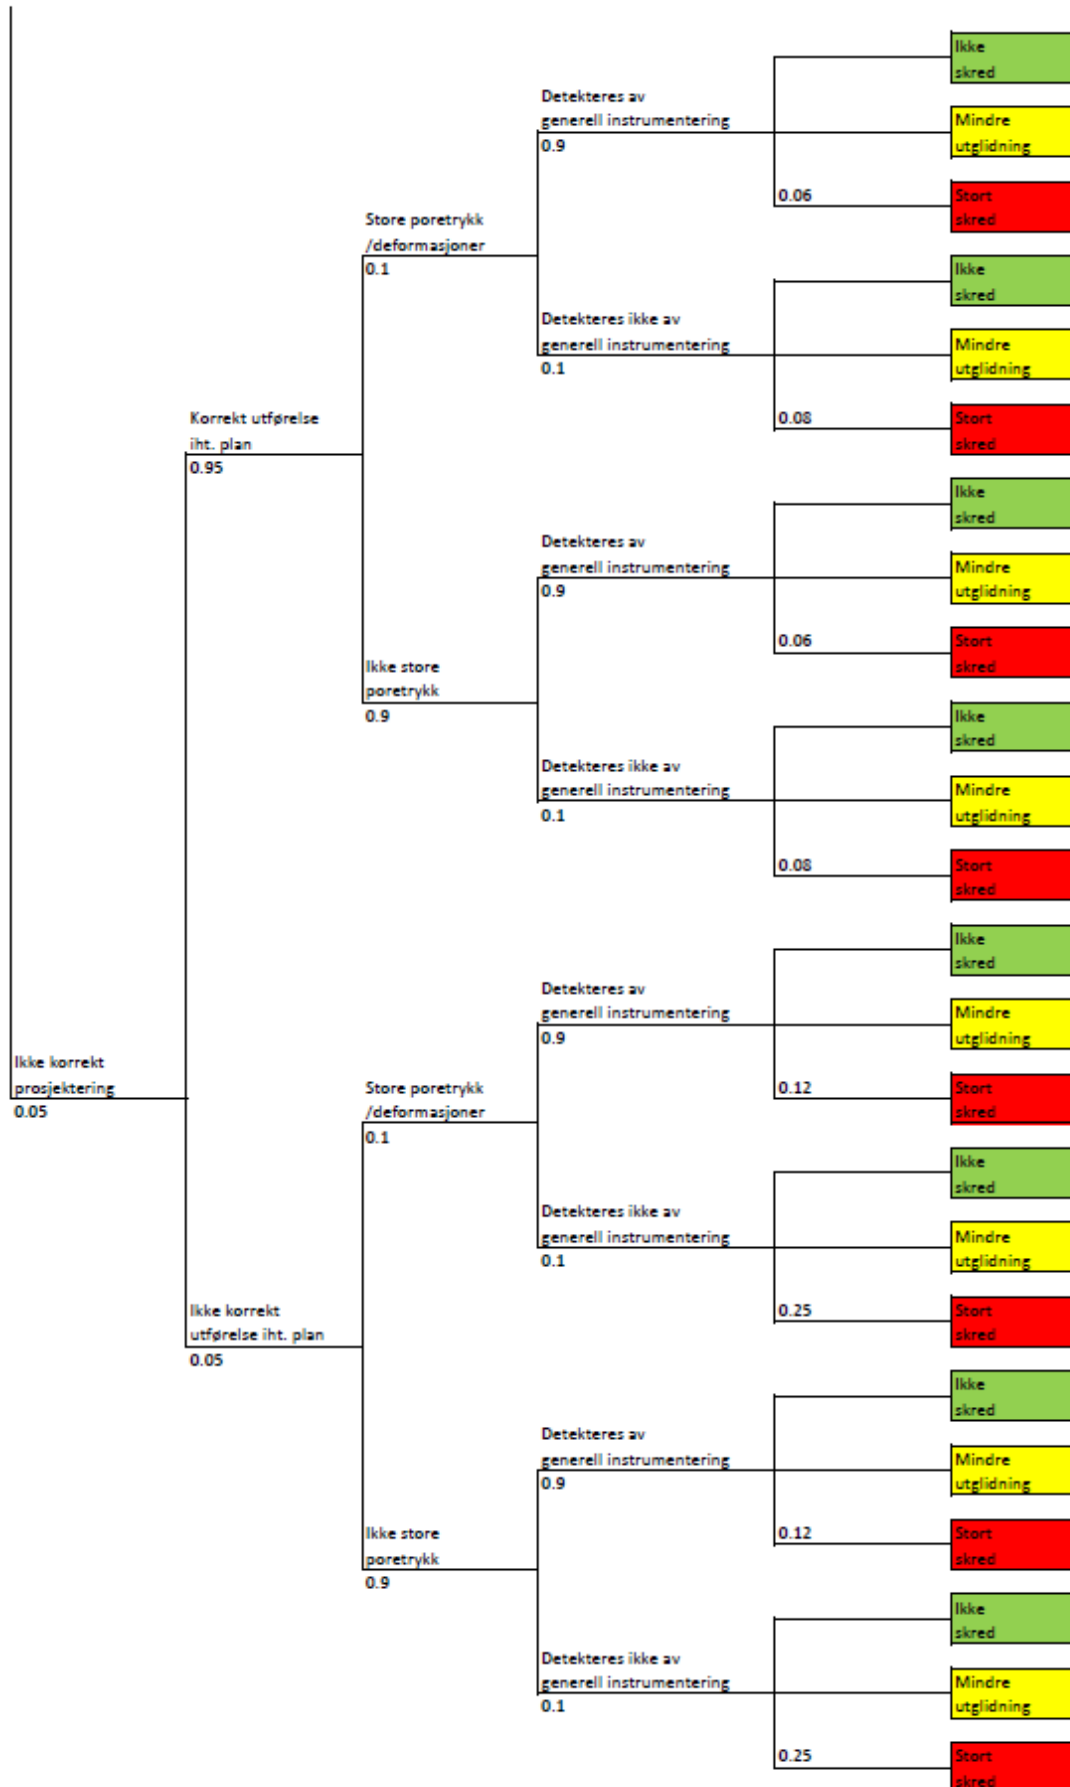 Ikke
skred
Detekteres av
generell instrumentering
0.9
Mindre
utglidning
0.06
Stort
skred
Store poretrykk
/deformasjoner
0.1
Ikke
skred
Detekteres ikke av
generell instrumentering
0.1
Mindre
utglidning
0.08
Stort
skred
Korrekt utførelse
iht. plan
0.95
Ikke
skred
Detekteres av
generell instrumentering
0.9
Mindre
utglidning
0.06
Stort
skred
Ikke store
poretrykk
0.9
Ikke
skred
Detekteres ikke av
generell instrumentering
0.1
Mindre
utglidning
0.08
Stort
skred
Ikke
skred
Detekteres av
generell instrumentering
0.9
Mindre
utglidning
Ikke korrekt
prosjektering
0.05
0.12
Stort
skred
Store poretrykk
/deformasjoner
0.1
Ikke
skred
Detekteres ikke av
generell instrumentering
0.1
Mindre
utglidning
0.25
Stort
skred
Ikke korrekt
utførelse iht. plan
0.05
Ikke
skred
Detekteres av
generell instrumentering
0.9
Mindre
utglidning
0.12
Stort
skred
Ikke store
poretrykk
0.9
Ikke
skred
Detekteres ikke av
generell instrumentering
0.1
Mindre
utglidning
0.25
Stort
skred